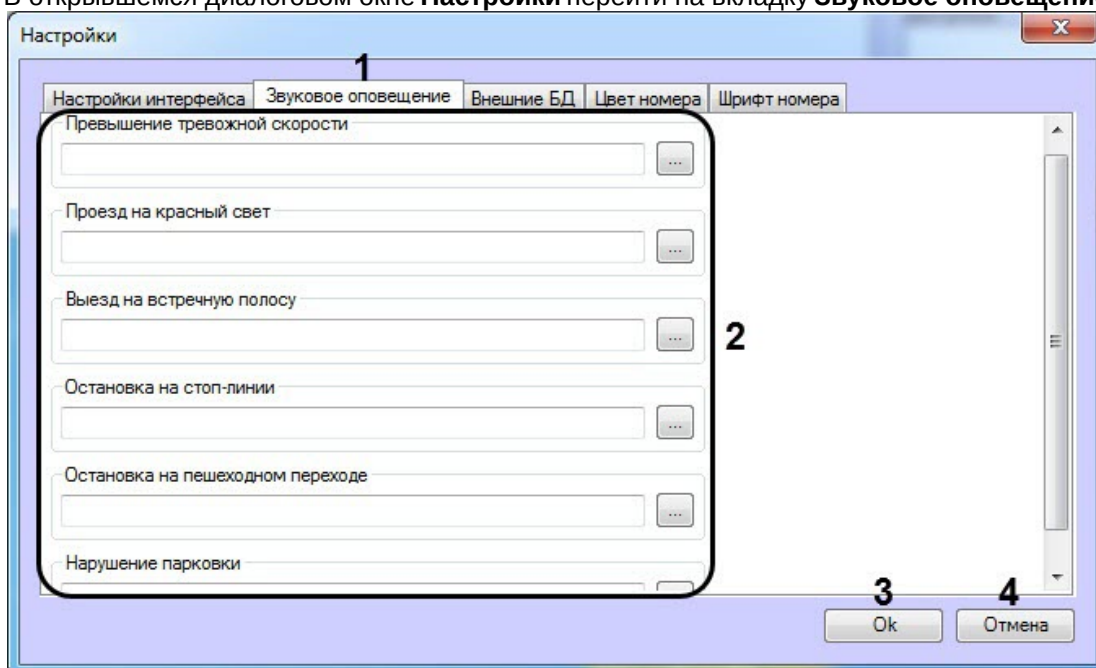 В открывшемся диалоговом окне Настройки перейти на вкладку Звуковое оповещени
Настройки
1
Настройки интерфейса Звуковое оповещение Внешние БД Цвет номера Шрифт номера
Превышение тревожной скорости
...
Проезд на красный свет
...
Выезд на встречную полосу
...
2
Остановка на стоп-линии
...
Остановка на пешеходном переходе
...
Нарушение парковки
3 4
Ok Отмена